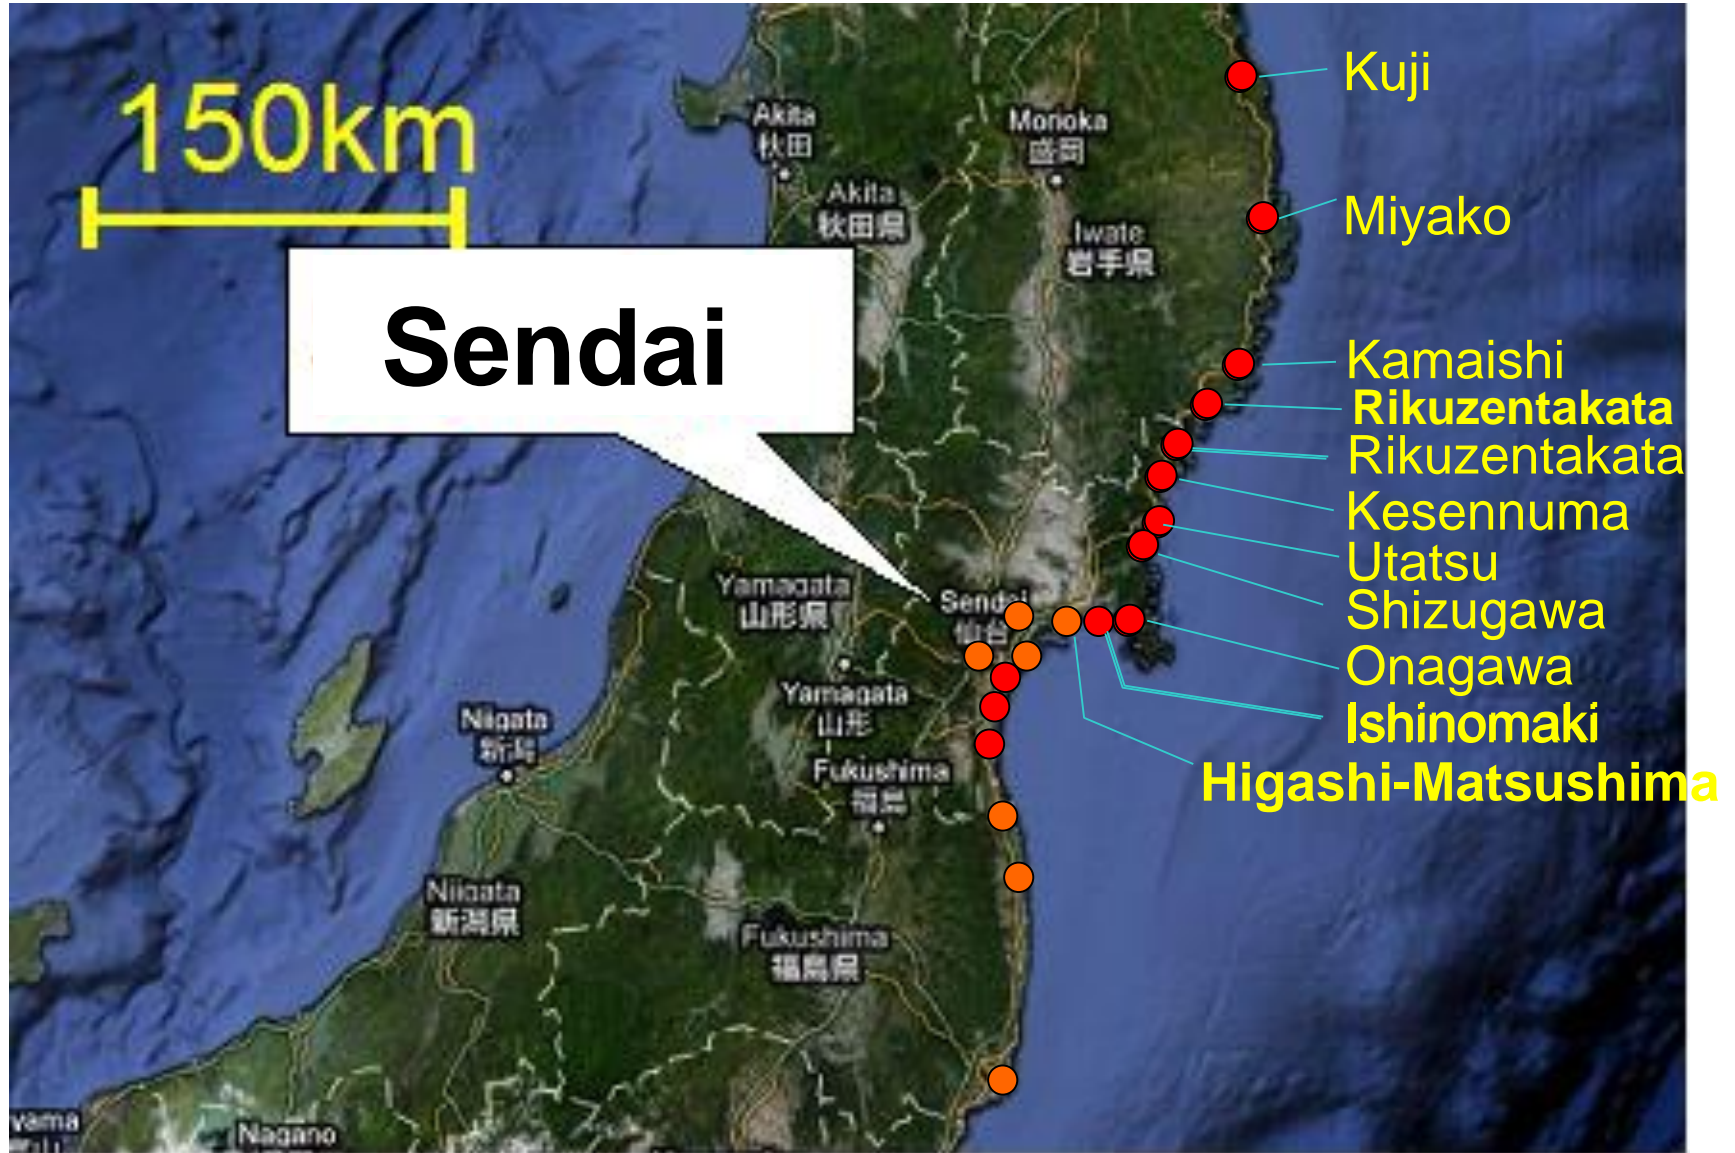 150km
Sendai
Akita
秋田
Akita
秋田県
Morioka
盛岡
Iwate
岩手県
Kuji
Miyako
Kamaishi
Rikuzentakata
Rikuzentakata
Kesennuma
Utatsu
Shizugawa
Onagawa
Ishinomaki
Higashi-Matsushima
Yamagata
山形県
Sendai
仙台
Yamagata
山形
Niigata
新潟
Fukushima
福島
Niigata
新潟県
Fukushima
福島県
yama
Nagano